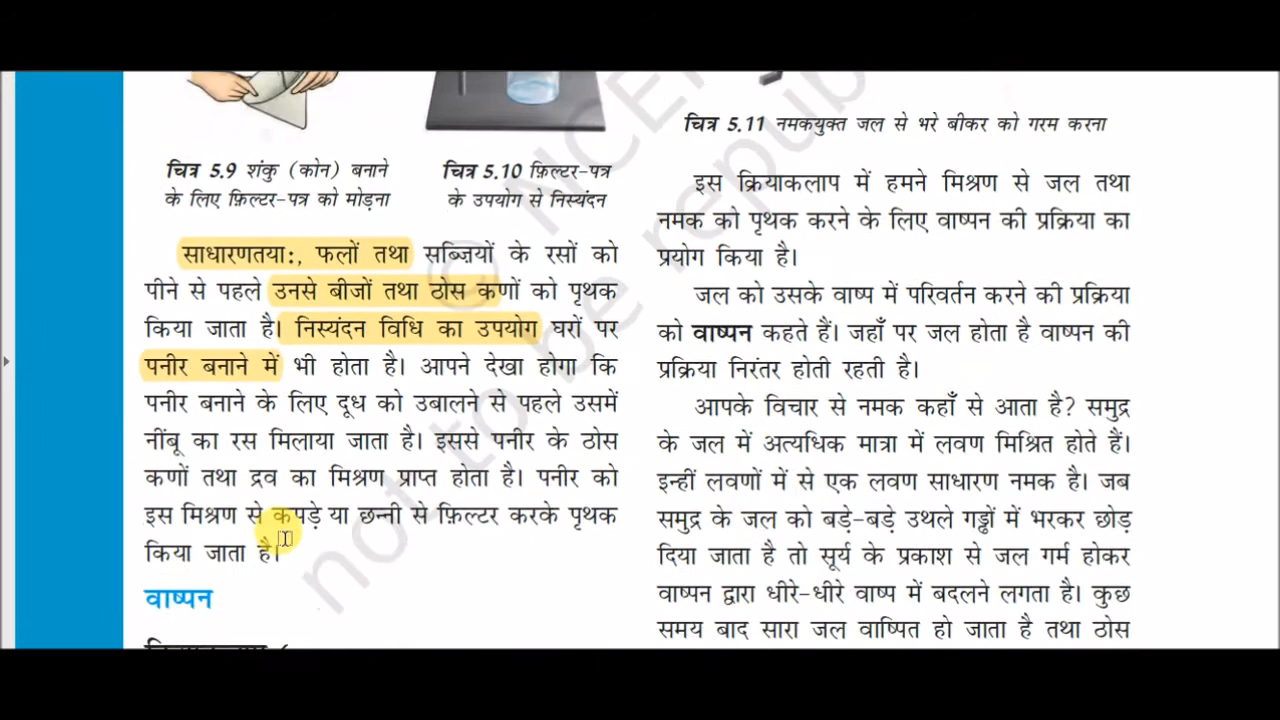 चित्र 5.9 शंकु (कोन) बनाने
के लिए फ़िल्टर-पत्र को मोड़ना
चित्र 5.10 फ़िल्टर-पत्र
के उपयोग से निस्यंदन
साधारणतया:, फलों तथा सब्ज़ियों के रसों को
पीने से पहले उनसे बीजों तथा ठोस कणों को पृथक
किया जाता है। निस्यंदन विधि का उपयोग घरों पर
पनीर बनाने में भी होता है। आपने देखा होगा कि
पनीर बनाने के लिए दूध को उबालने से पहले उसमें
नींबू का रस मिलाया जाता है। इससे पनीर के ठोस
कणों तथा द्रव का मिश्रण प्राप्त होता है। पनीर को
इस मिश्रण से कपड़े या छन्नी से फ़िल्टर करके पृथक
किया जाता है।
वाष्पन
चित्र 5.11 नमकयुक्त जल से भरे बीकर को गरम करना
इस क्रियाकलाप में हमने मिश्रण से जल तथा
नमक को पृथक करने के लिए वाष्पन की प्रक्रिया का
प्रयोग किया है।
जल को उसके वाष्प में परिवर्तन करने की प्रक्रिया
को वाष्पन कहते हैं। जहाँ पर जल होता है वाष्पन की
प्रक्रिया निरंतर होती रहती है।
आपके विचार से नमक कहाँ से आता है? समुद्र
के जल में अत्यधिक मात्रा में लवण मिश्रित होते हैं।
इन्हीं लवणों में से एक लवण साधारण नमक है। जब
समुद्र के जल को बड़े-बड़े उथले गड्ढों में भरकर छोड़
दिया जाता है तो सूर्य के प्रकाश से जल गर्म होकर
वाष्पन द्वारा धीरे-धीरे वाष्प में बदलने लगता है। कुछ
समय बाद सारा जल वाष्पित हो जाता है तथा ठोस
© NCE
not to be repub